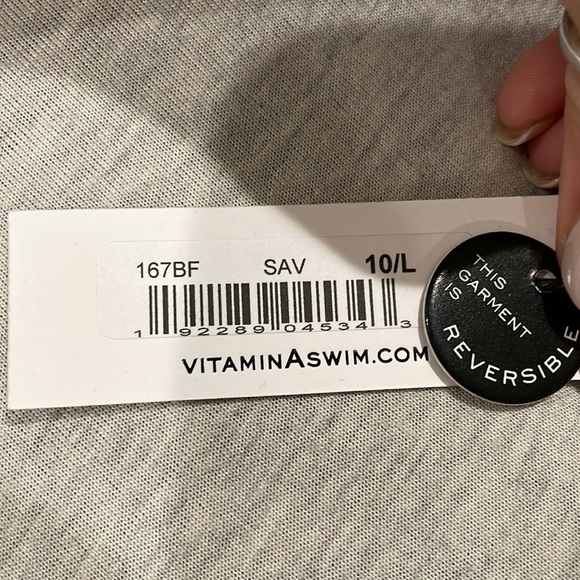 167BF SAV 10/L
1 92289 04534 3
VITAMINASWIM.COM
THIS
GARMENT
IS
REVERSIBLE